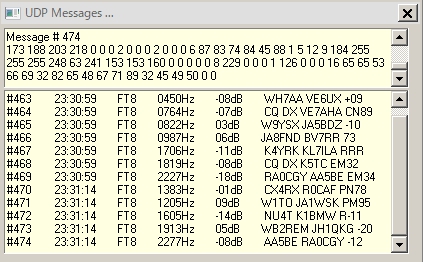 UDP Messages ...
Message # 474
173 188 203 218 0 0 0 2 0 0 0 2 0 0 0 6 87 83 74 84 45 88 1 5 12 9 184 255
255 255 248 63 241 153 153 160 0 0 0 0 0 8 229 0 0 0 1 126 0 0 0 16 65 65 53
66 69 32 82 65 48 67 71 89 32 45 49 50 0 0
#463 23:30:59 FT8 0450Hz -08dB WH7AA VE6UX +09
#464 23:30:59 FT8 0764Hz -07dB CQ DX VE7AHA CN89
#465 23:30:59 FT8 0822Hz 03dB W9YSX JA5BDZ -10
#466 23:30:59 FT8 0987Hz 06dB JA8FND BV7RR 73
#467 23:30:59 FT8 1706Hz -11dB K4YRK KL7ILA RRR
#468 23:30:59 FT8 1819Hz -08dB CQ DX K5TC EM32
#469 23:30:59 FT8 2227Hz -18dB RA0CGY AA5BE EM34
#470 23:31:14 FT8 1383Hz -01dB CX4RX R0CAF PN78
#471 23:31:14 FT8 1205Hz 09dB W1TO JA1WSK PM95
#472 23:31:14 FT8 1605Hz -14dB NU4T K1BMW R-11
#473 23:31:14 FT8 1913Hz 05dB WB2REM JH1QKG -20
#474 23:31:14 FT8 2277Hz -08dB AA5BE RA0CGY -12